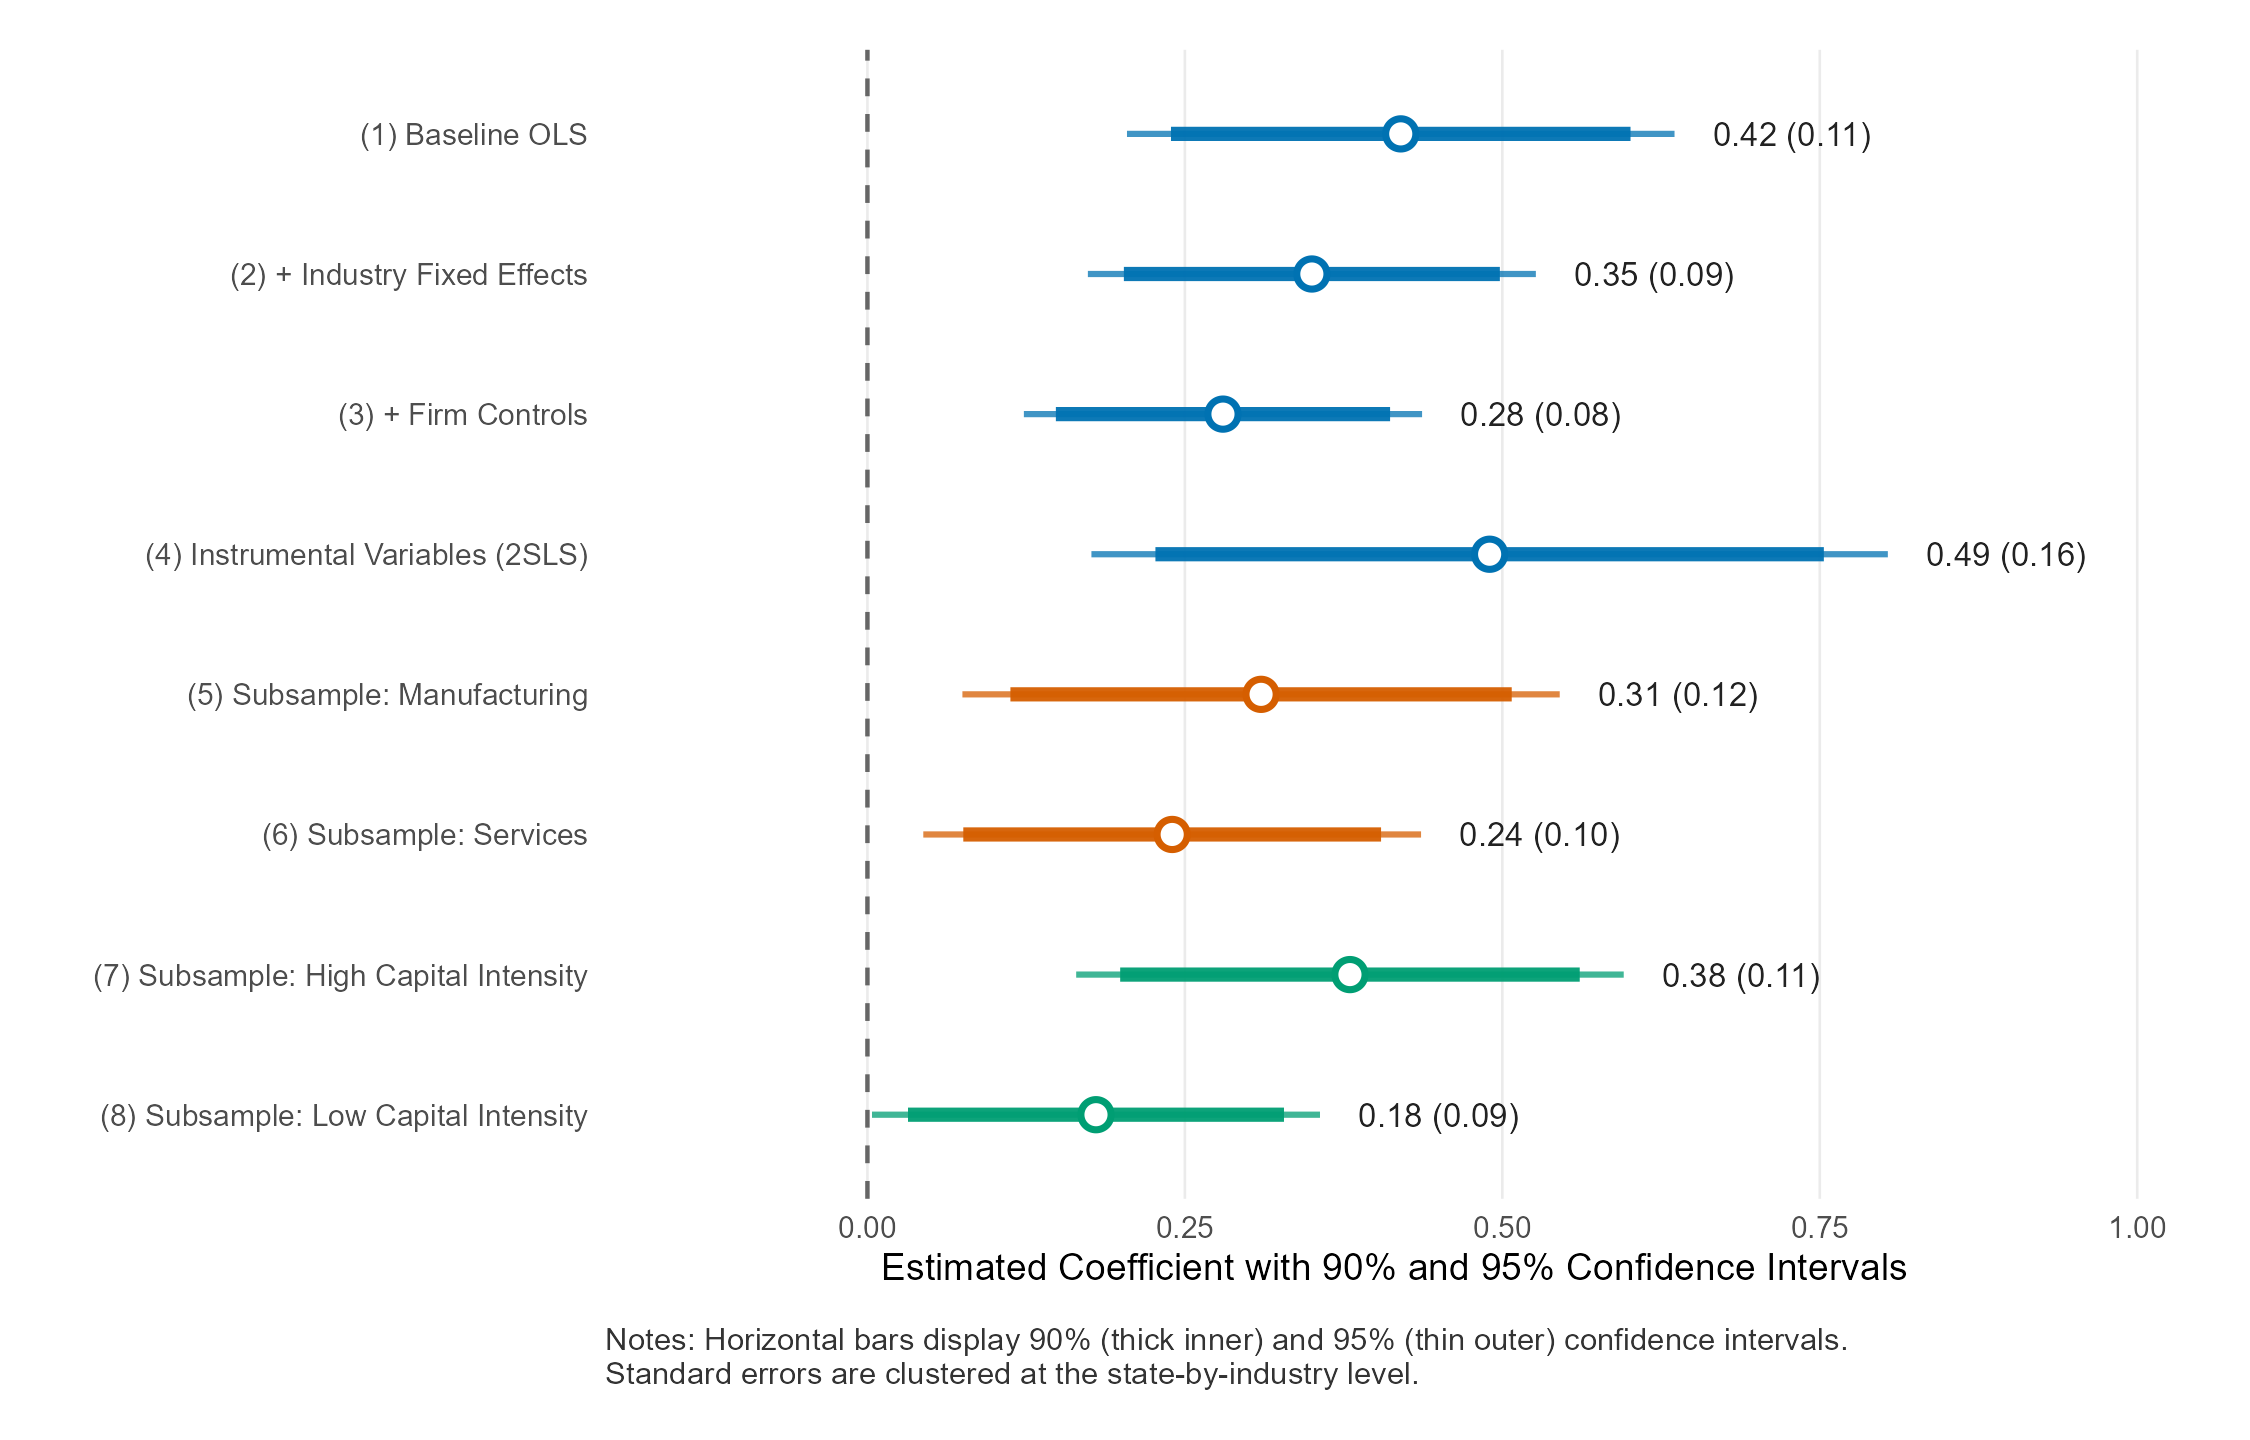 (1) Baseline OLS
0.42 (0.11)
(2) + Industry Fixed Effects
0.35 (0.09)
(3) + Firm Controls
0.28 (0.08)
(4) Instrumental Variables (2SLS)
0.49 (0.16)
(5) Subsample: Manufacturing
0.31 (0.12)
(6) Subsample: Services
0.24 (0.10)
(7) Subsample: High Capital Intensity
0.38 (0.11)
(8) Subsample: Low Capital Intensity
0.18 (0.09)
0.00 0.25 0.50 0.75 1.00
Estimated Coefficient with 90% and 95% Confidence Intervals
Notes: Horizontal bars display 90% (thick inner) and 95% (thin outer) confidence intervals.
Standard errors are clustered at the state-by-industry level.